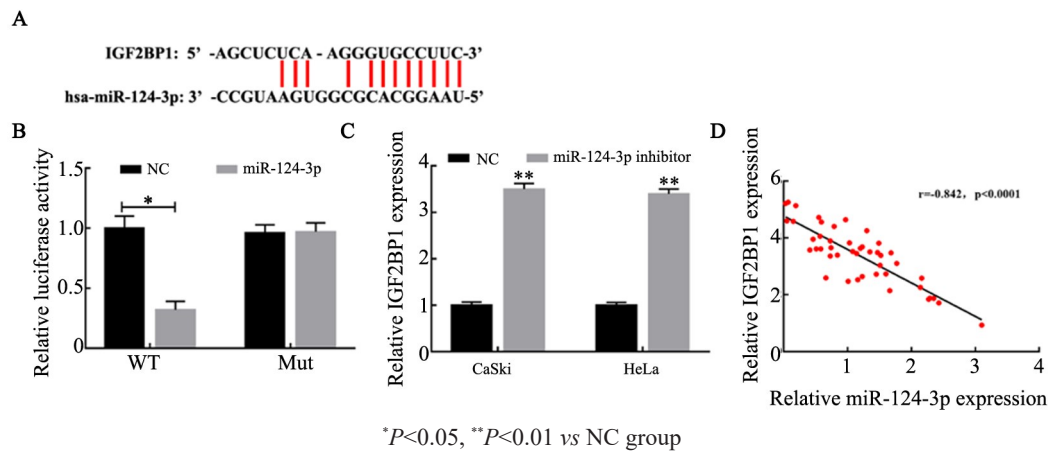 A
IGF2BP1: 5' -AGCUCUCA - AGGGUGCCUUC-3'
hsa-miR-124-3p: 3' -CCGUAAGUGGCGCACGGAAU-5'
B
Relative luciferase activity
1.5
1.0
0.5
0
NC
miR-124-3p
*
WT
Mut
C
Relative IGF2BP1 expression
4
3
2
1
0
NC
miR-124-3p inhibitor
**
**
CaSki
HeLa
D
Relative IGF2BP1 expression
6
4
2
0
r=-0.842, p<0.0001
1
2
3
4
Relative miR-124-3p expression
*P<0.05, **P<0.01 vs NC group